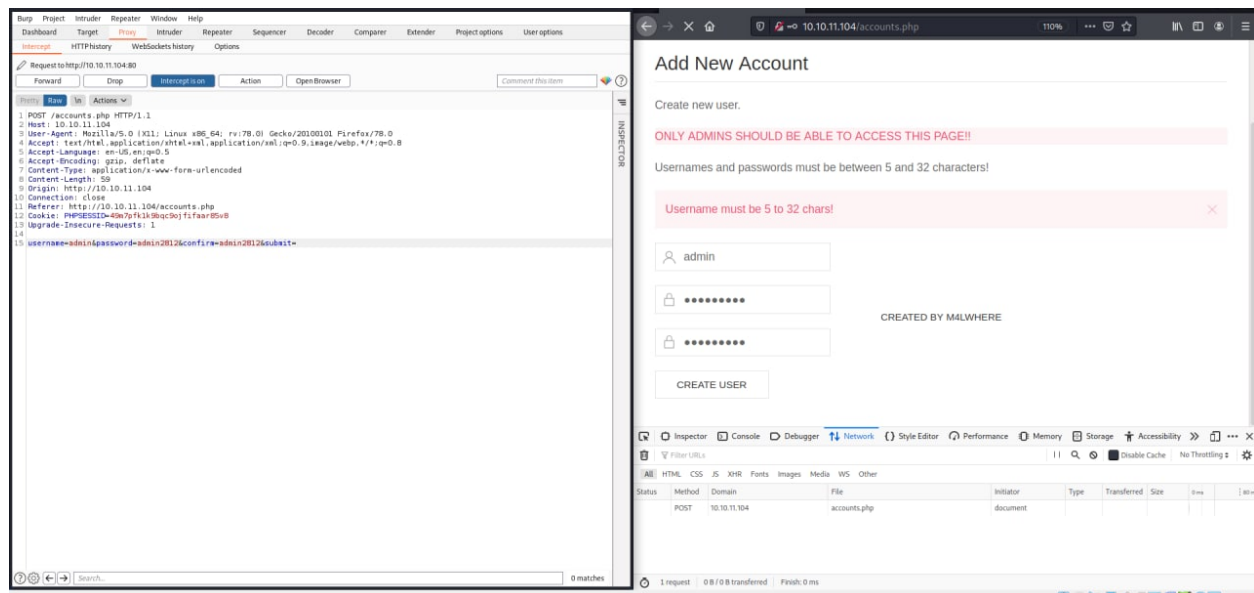 Burp Project Intruder Repeater Window Help
Dashboard Target Proxy Intruder Repeater Sequencer Decoder Comparer Extender Project options User options
Intercept HTTP history WebSockets history Options
Request to http://10.10.11.104:80
Forward Drop Intercept is on Action Open Browser Comment this item
Pretty Raw \n Actions
1 POST /accounts.php HTTP/1.1
2 Host: 10.10.11.104
3 User-Agent: Mozilla/5.0 (X11; Linux x86_64; rv:78.0) Gecko/20100101 Firefox/78.0
4 Accept: text/html,application/xhtml+xml,application/xml;q=0.9,image/webp,*/*;q=0.8
5 Accept-Language: en-US,en;q=0.5
6 Accept-Encoding: gzip, deflate
7 Content-Type: application/x-www-form-urlencoded
8 Content-Length: 59
9 Origin: http://10.10.11.104
10 Connection: close
11 Referer: http://10.10.11.104/accounts.php
12 Cookie: PHPSESSID=49m7pfk1k9bqc9ojfifaar85v8
13 Upgrade-Insecure-Requests: 1
14
15 username=admin&password=admin2812&confirm=admin2812&submit=
INSPECTOR
Search...
0 matches
10.10.11.104/accounts.php 110%
Add New Account
Create new user.
ONLY ADMINS SHOULD BE ABLE TO ACCESS THIS PAGE!!
Usernames and passwords must be between 5 and 32 characters!
Username must be 5 to 32 chars!
admin
CREATED BY M4LWHERE
CREATE USER
Inspector Console Debugger Network Style Editor Performance Memory Storage Accessibility
Filter URLs Disable Cache No Throttling
All HTML CSS JS XHR Fonts Images Media WS Other
Status Method Domain File Initiator Type Transferred Size 0 ms
POST 10.10.11.104 accounts.php document
1 request 0 B / 0 B transferred Finish: 0 ms